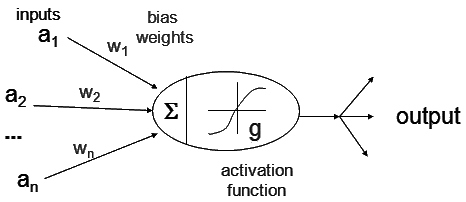 inputs
bias
weights
a1
w1
a2
w2
...
Σ
g
output
wn
an
activation
function